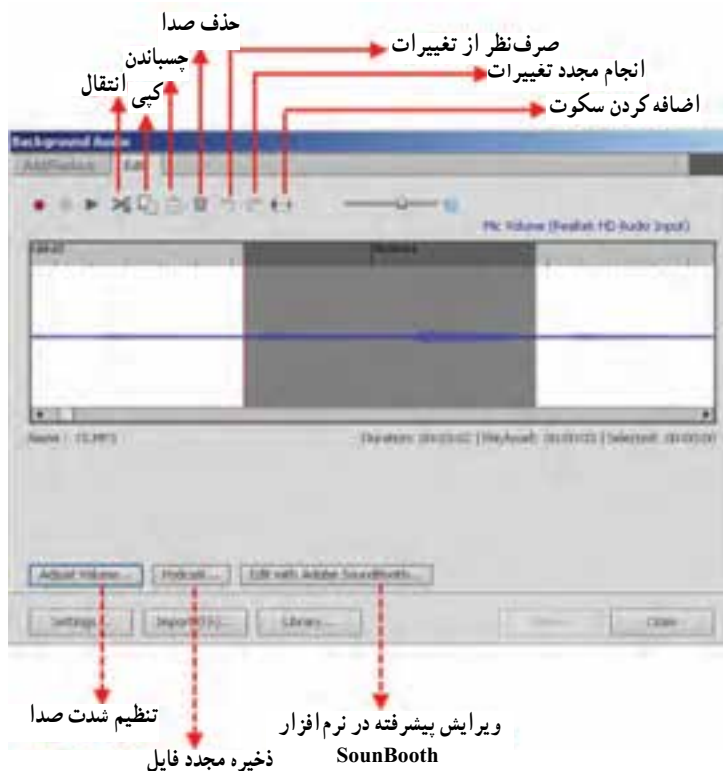 حذف صدا
صرف‌نظر از تغییرات
چسباندن
انجام مجدد تغییرات
انتقال
کپی
اضافه کردن سکوت
Background Audio
Add/Replace Edit
Mic Volume (Realtek HD Audio Input)
Adjust Volume... Podcast... Edit with Adobe Soundbooth...
Settings... Library... Close
تنظیم شدت صدا
ویرایش پیشرفته در نرم‌افزار
SounBooth
ذخیره مجدد فایل